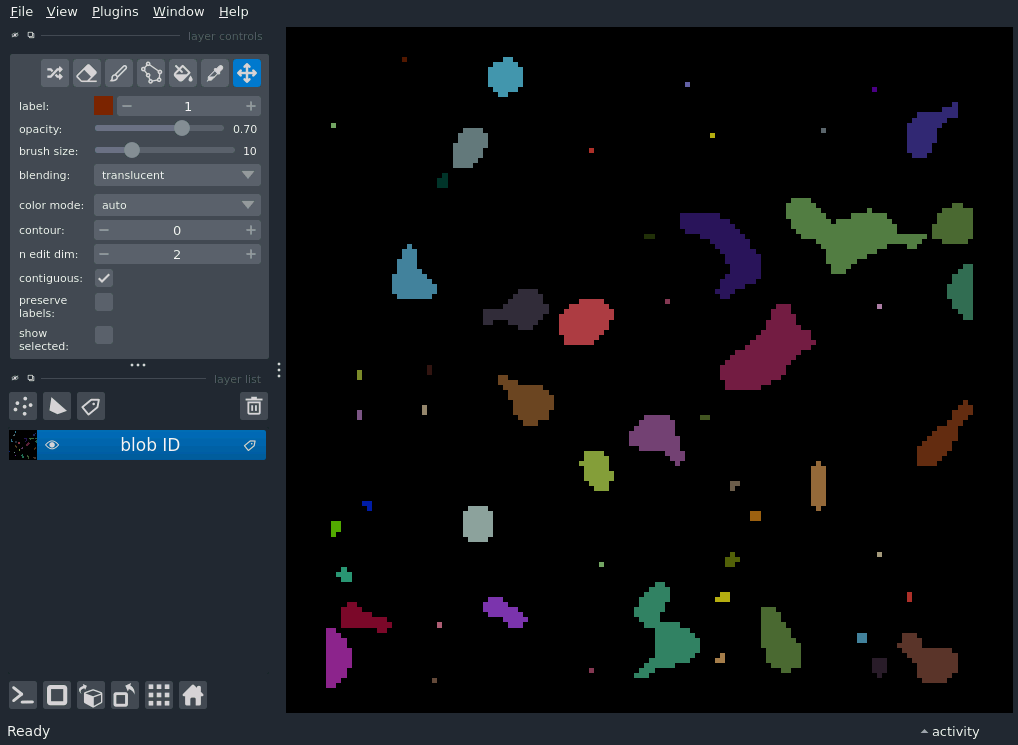 File View Plugins Window Help
layer controls
label: 1
opacity: 0.70
brush size: 10
blending: translucent
color mode: auto
contour: 0
n edit dim: 2
contiguous:
preserve
labels:
show
selected:
layer list
blob ID
Ready
activity